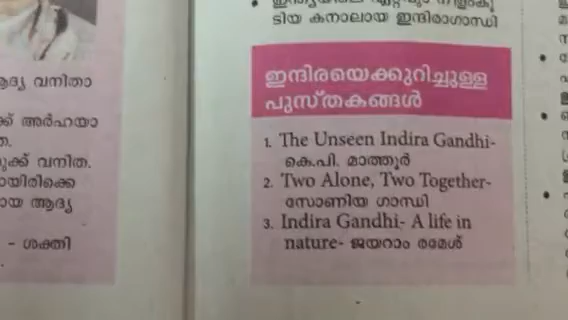 ആദ്യ വനിതാ
ക്ക് അർഹയാ
ത.
ുക്ക് വനിത.
ായിരിക്കെ
ായ ആദ്യ
- ശക്തി
ടിയ കനാലായ ഇന്ദിരാഗാന്ധി
ഇന്ദിരയെക്കുറിച്ചുള്ള
പുസ്തകങ്ങൾ
1. The Unseen Indira Gandhi-
കെ.പി. മാത്തൂർ
2. Two Alone, Two Together-
സോണിയ ഗാന്ധി
3. Indira Gandhi- A life in
nature- ജയറാം രമേശ്